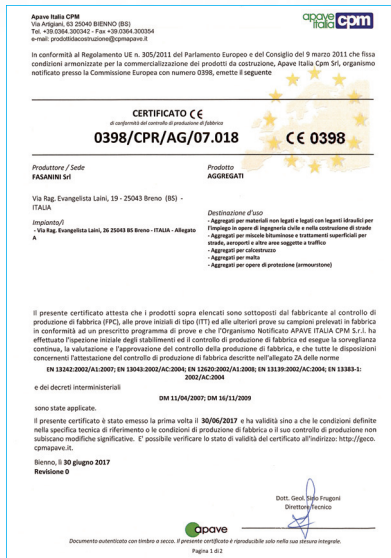 Apave Italia CPM
Via Artigiani, 63 25040 BIENNO (BS)
Tel. +39.0364.300342 - Fax +39.0364.300354
e-mail: prodottidacostruzione@cpmapave.it
apave
italia cpm
In conformità al Regolamento UE n. 305/2011 del Parlamento Europeo e del Consiglio del 9 marzo 2011 che fissa
condizioni armonizzate per la commercializzazione dei prodotti da costruzione, Apave Italia Cpm Srl, organismo
notificato presso la Commissione Europea con numero 0398, emette il seguente
CERTIFICATO CE
di conformità del controllo di produzione di fabbrica
0398/CPR/AG/07.018
CE 0398
Produttore / Sede
FASANINI Srl
Via Rag. Evangelista Laini, 19 - 25043 Breno (BS) -
ITALIA
Impianto/i
- Via Rag. Evangelista Laini, 26 25043 BS Breno - ITALIA - Allegato
A
Prodotto
AGGREGATI
Destinazione d'uso
- Aggregati per materiali non legati e legati con leganti idraulici per
l'impiego in opere di ingegneria civile e nella costruzione di strade
- Aggregati per miscele bituminose e trattamenti superficiali per
strade, aeroporti e altre aree soggette a traffico
- Aggregati per calcestruzzo
- Aggregati per malta
- Aggregati per opere di protezione (armourstone)
Il presente certificato attesta che i prodotti sopra elencati sono sottoposti dal fabbricante al controllo di
produzione di fabbrica (FPC), alle prove iniziali di tipo (ITT) ed alle ulteriori prove su campioni prelevati in fabbrica
in conformità ad un prescritto programma di prove e che l'Organismo Notificato APAVE ITALIA CPM S.r.l. ha
effettuato l'ispezione iniziale degli stabilimenti ed il controllo di produzione ed esegue la sorveglianza
continua, la valutazione e l'approvazione del controllo della produzione di fabbrica, e che tutte le disposizioni
concernenti l'attestazione del controllo di produzione di fabbrica descritte nell'allegato ZA delle norme
EN 13242:2002/A1:2007; EN 13043:2002/AC:2004; EN 12620:2002/A1:2008; EN 13139:2002/AC:2004; EN 13383-1:
2002/AC:2004
e dei decreti interministeriali
DM 11/04/2007; DM 16/11/2009
sono state applicate.
Il presente certificato è stato emesso la prima volta il 30/06/2017 e ha validità sino a che le condizioni definite
nella specifica tecnica di riferimento o le condizioni di produzione di fabbrica o il suo controllo di produzione non
subiscano modifiche significative. E' possibile verificare lo stato di validità del certificato all'indirizzo: http://geco.
cpmapave.it.
Bienno, lì 30 giugno 2017
Revisione 0
Dott. Geol. Siro Frugoni
Direttore Tecnico
apave
Documento autenticato con timbro a secco. Il presente certificato è riproducibile solo nella sua stesura integrale.
Pagina 1 di 2